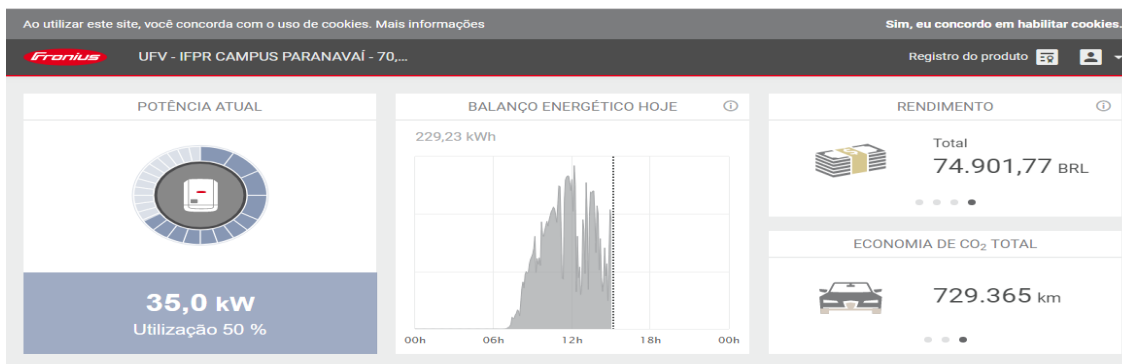 Ao utilizar este site, você concorda com o uso de cookies. Mais informações
Sim, eu concordo em habilitar cookies.
Fronius
UFV - IFPR CAMPUS PARANAVAÍ - 70,...
Registro do produto
POTÊNCIA ATUAL
35,0 kW
Utilização 50 %
BALANÇO ENERGÉTICO HOJE
229,23 kWh
00h 06h 12h 18h 00h
RENDIMENTO
Total
74.901,77 BRL
ECONOMIA DE CO₂ TOTAL
729.365 km